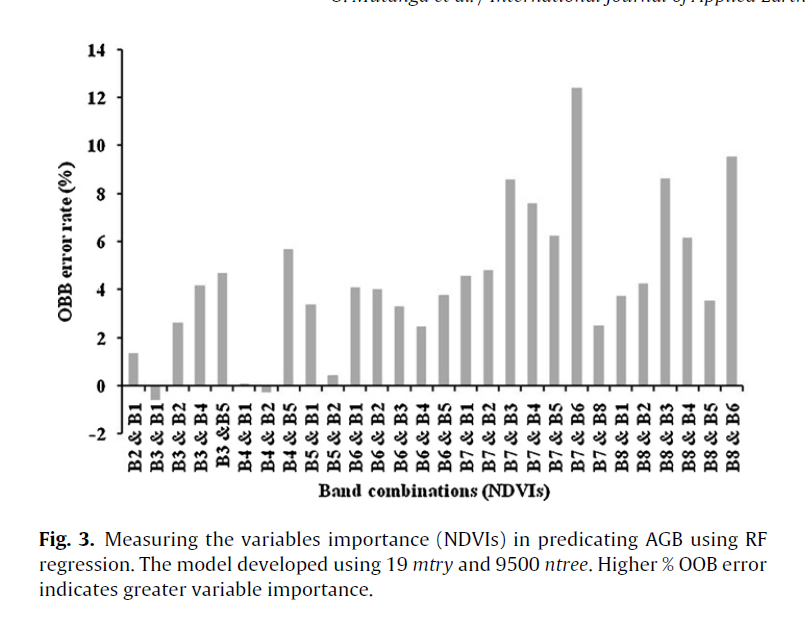 14
12
10
8
6
4
2
0
-2
OBB error rate (%)
B2 & B1
B3 & B1
B3 & B2
B3 & B4
B3 &B5
B4 & B1
B4 & B2
B4 & B5
B5 & B1
B5 & B2
B6 & B1
B6 & B2
B6 & B3
B6 & B4
B6 & B5
B7 & B1
B7 & B2
B7 & B3
B7 & B4
B7 & B5
B7 & B6
B7 & B8
B8 & B1
B8 & B2
B8 & B3
B8 & B4
B8 & B5
B8 & B6
Band combinations (NDVIs)
Fig. 3. Measuring the variables importance (NDVIs) in predicating AGB using RF
regression. The model developed using 19 mtry and 9500 ntree. Higher % OOB error
indicates greater variable importance.